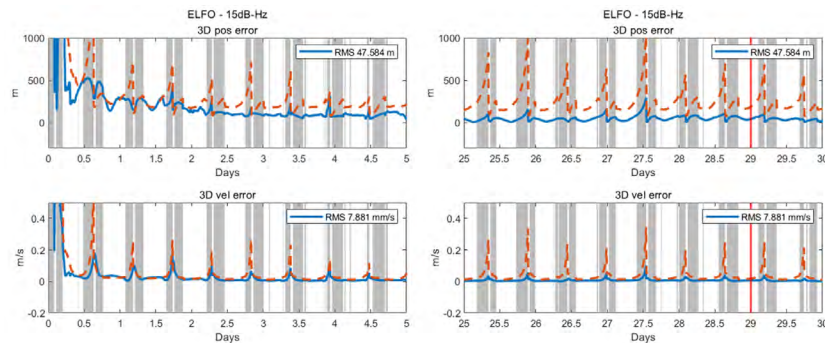 ELFO - 15dB-Hz
3D pos error
RMS 47.584 m
1000
500
0
m
0 0.5 1 1.5 2 2.5 3 3.5 4 4.5 5
Days
3D vel error
RMS 7.881 mm/s
0.4
0.2
0
-0.2
m/s
0 0.5 1 1.5 2 2.5 3 3.5 4 4.5 5
Days
ELFO - 15dB-Hz
3D pos error
RMS 47.584 m
1000
500
0
m
25 25.5 26 26.5 27 27.5 28 28.5 29 29.5 30
Days
3D vel error
RMS 7.881 mm/s
0.4
0.2
0
-0.2
m/s
25 25.5 26 26.5 27 27.5 28 28.5 29 29.5 30
Days